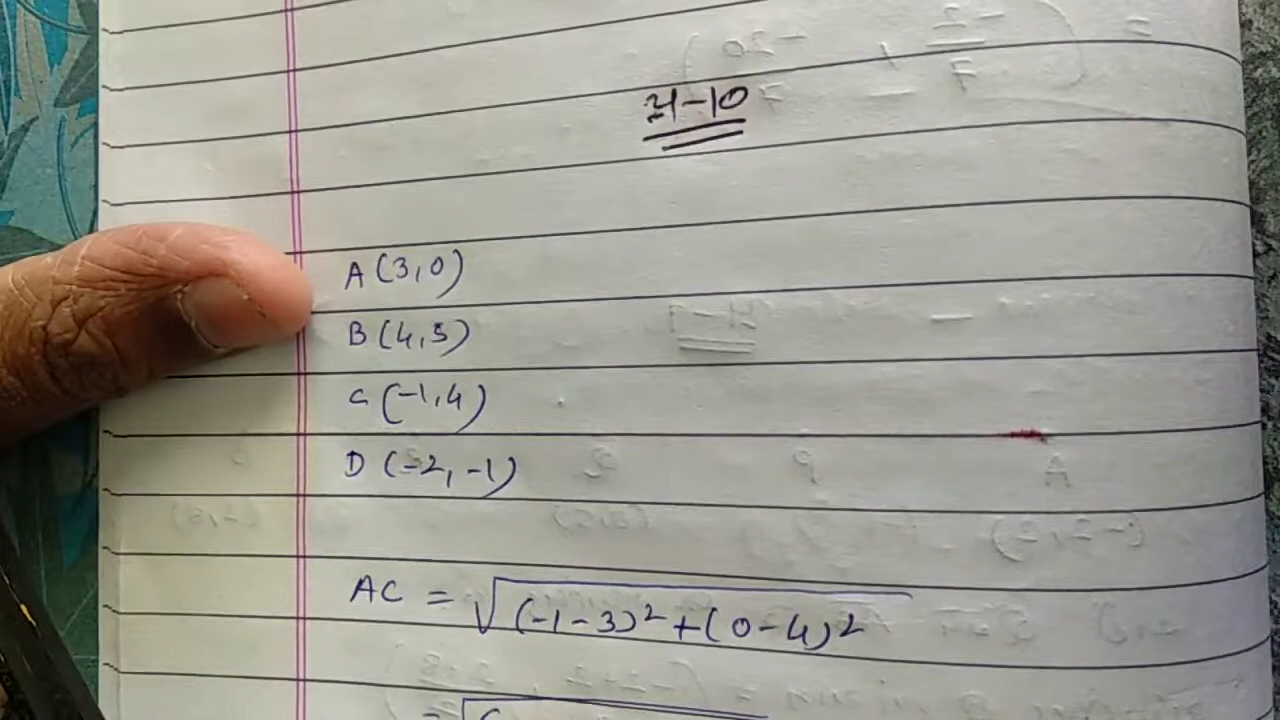 21-10
A (3,0)
B (4,5)
C (-1,4)
D (-2,-1)
AC = √(-1-3)² + (0-4)²
=